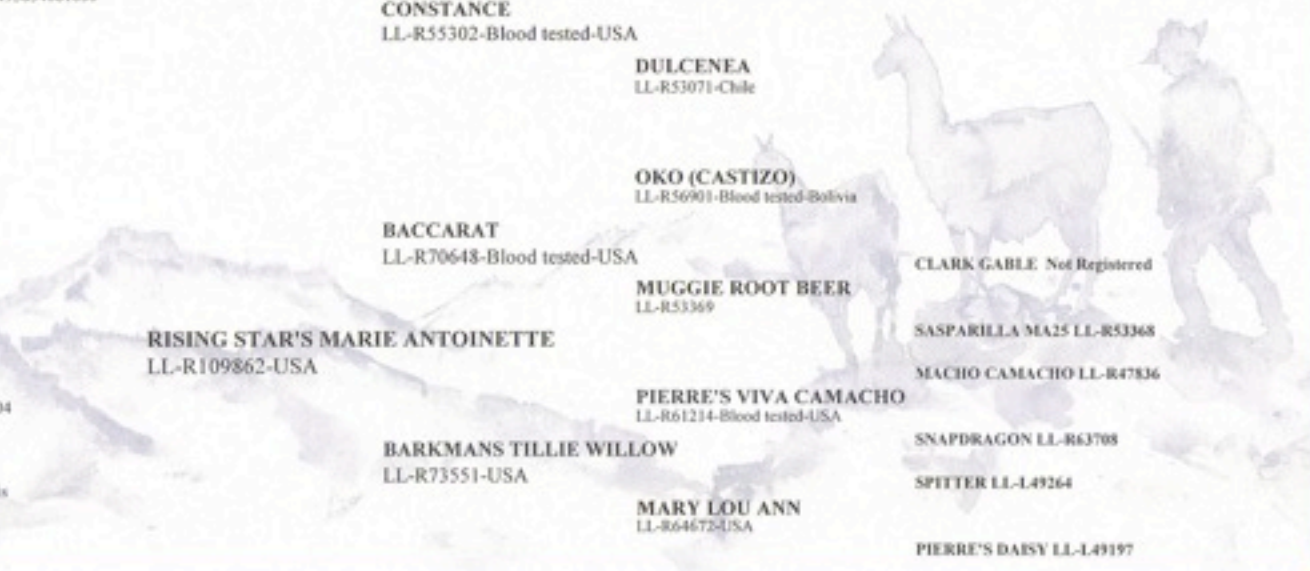 CONSTANCE
LL-R55302-Blood tested-USA
DULCENEA
LL-R53071-Chile
OKO (CASTIZO)
LL-R56901-Blood tested-Bolivia
BACCARAT
LL-R70648-Blood tested-USA
CLARK GABLE Not Registered
MUGGIE ROOT BEER
LL-R53369
SASPARILLA MA25 LL-R53368
RISING STAR'S MARIE ANTOINETTE
LL-R109862-USA
MACHO CAMACHO LL-R47836
PIERRE'S VIVA CAMACHO
LL-R61214-Blood tested-USA
SNAPDRAGON LL-R63708
BARKMANS TILLIE WILLOW
LL-R73551-USA
SPITTER LL-L49264
MARY LOU ANN
LL-R64672-USA
PIERRE'S DAISY LL-L49197